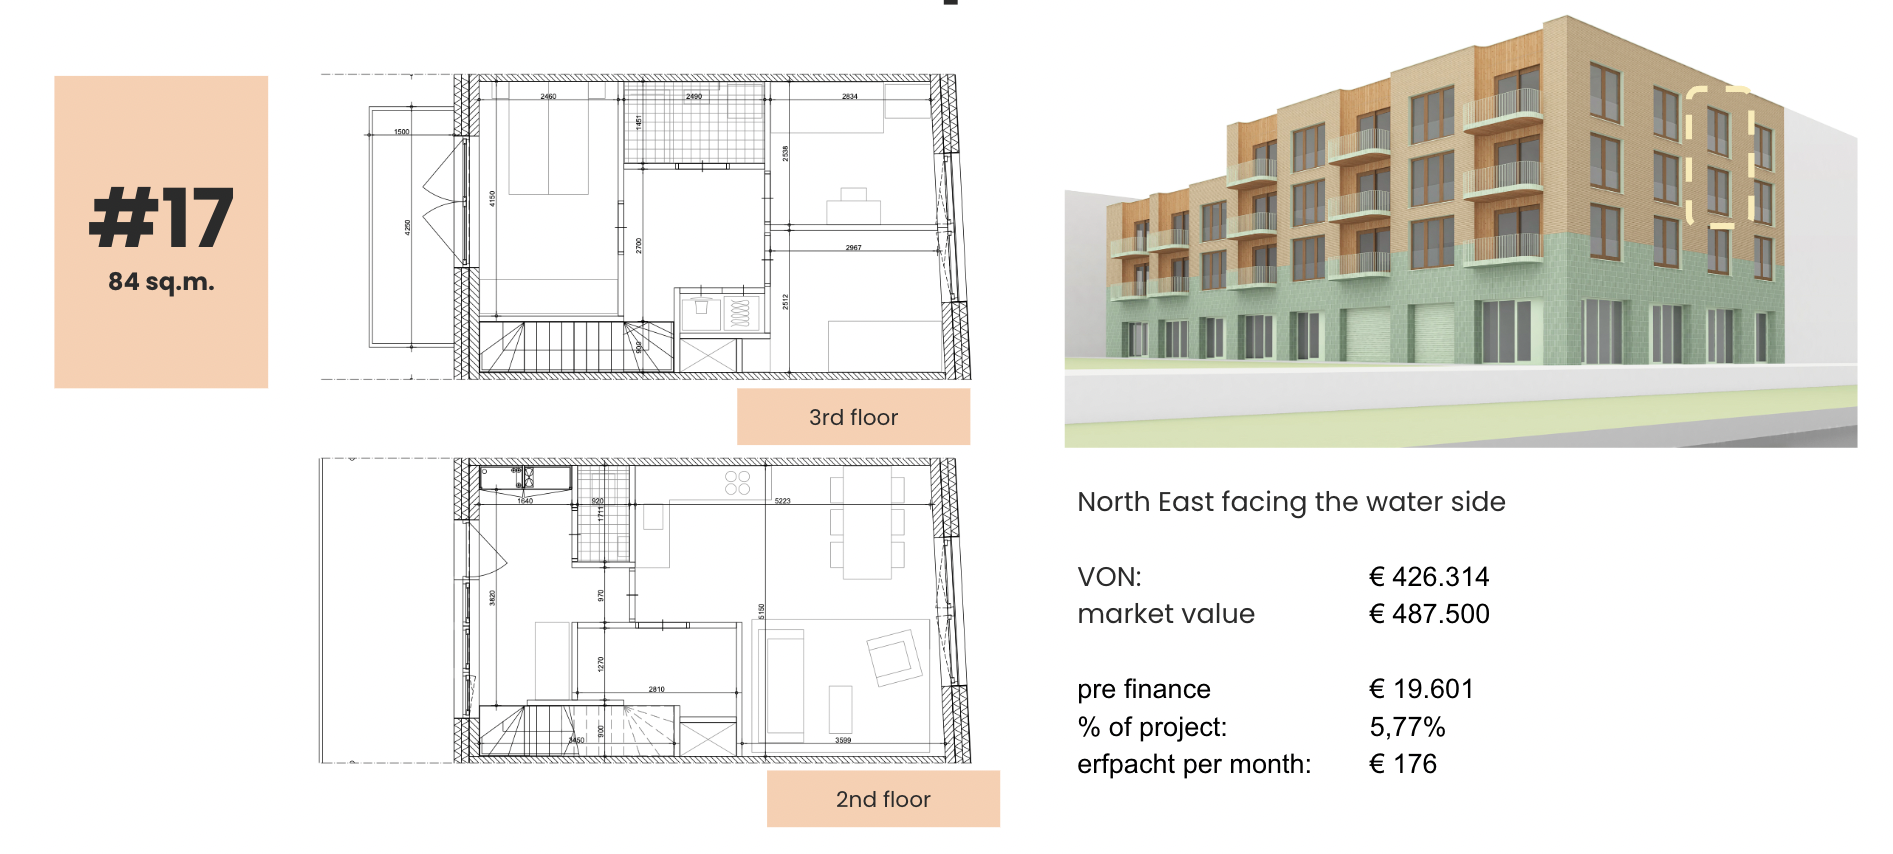 #17
84 sq.m.
2460
2490
2834
1500
1451
2538
4150
4250
2700
2967
2512
900
3rd floor
1640
920
5223
1711
3820
970
5150
1270
2810
900
3450
3599
2nd floor
North East facing the water side
VON: € 426.314
market value € 487.500
pre finance € 19.601
% of project: 5,77%
erfpacht per month: € 176